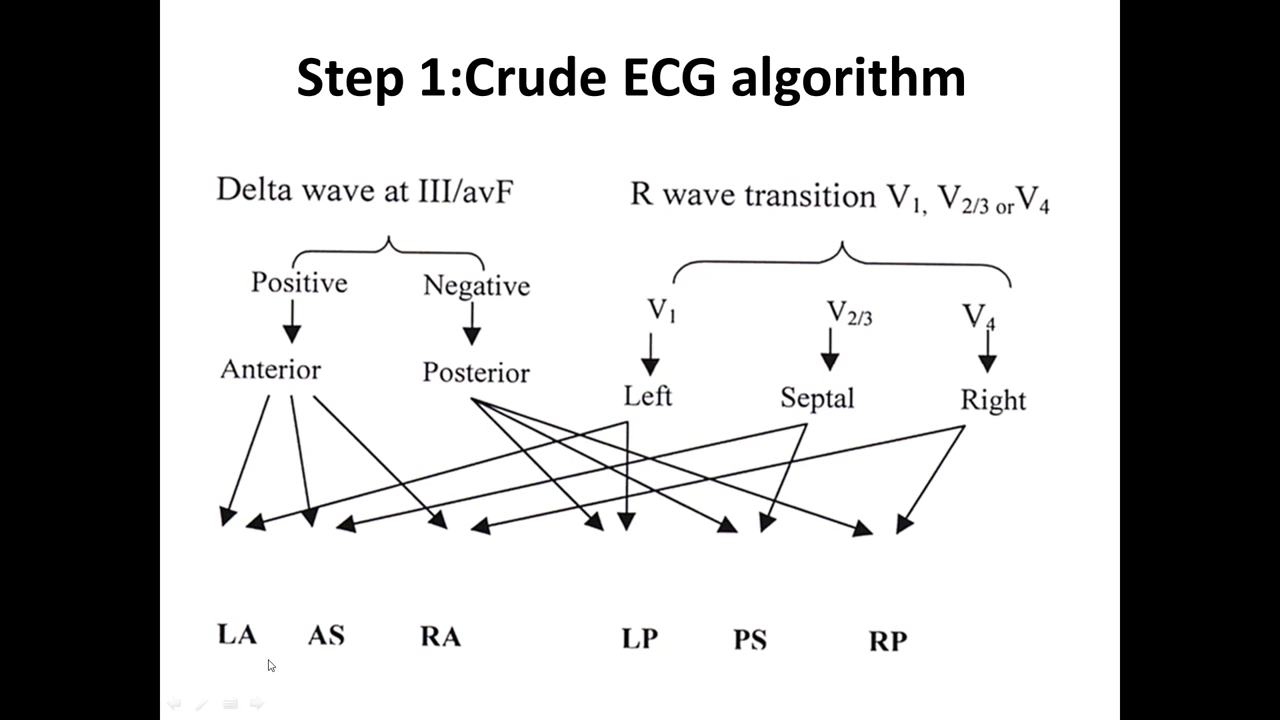 Step 1:Crude ECG algorithm
Delta wave at III/avF
R wave transition V1, V2/3 or V4
Positive
Negative
V1
V2/3
V4
Anterior
Posterior
Left
Septal
Right
LA
AS
RA
LP
PS
RP